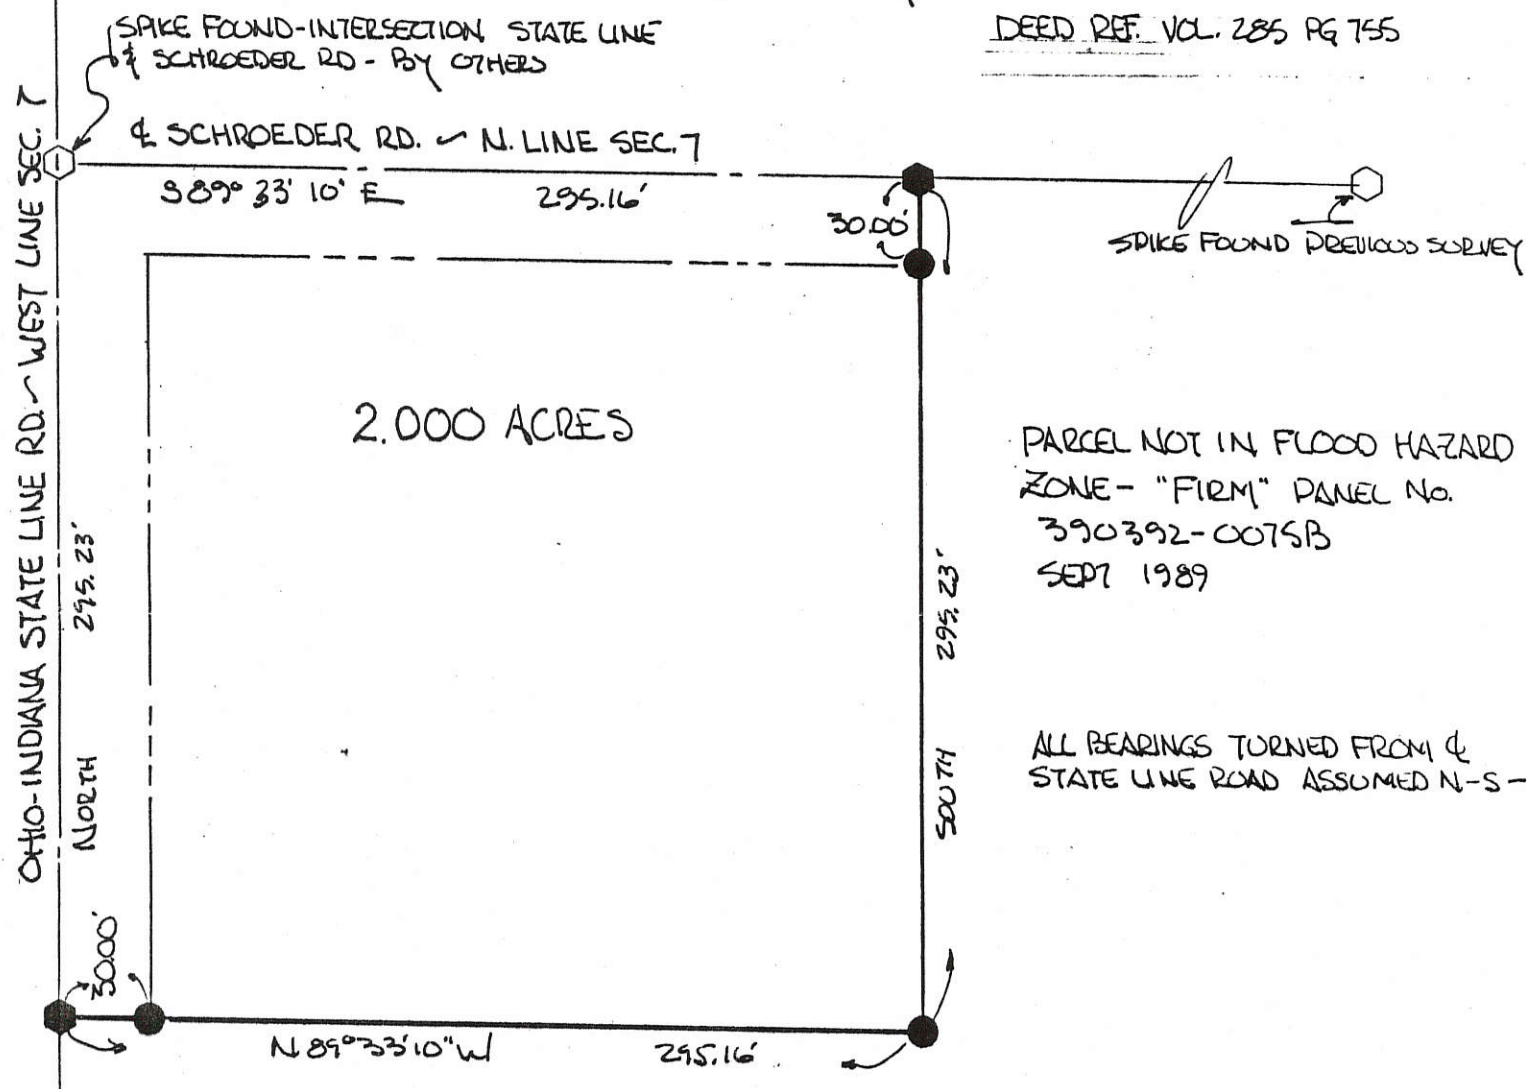 SPIKE FOUND-INTERSECTION STATE LINE
℄ SCHROEDER RD - BY OTHERS
DEED REF. VOL. 285 PG 755
℄ SCHROEDER RD. ~ N. LINE SEC. 7
S89° 33' 10" E 295.16'
30.00'
SPIKE FOUND PREVIOUS SURVEY
OHIO-INDIANA STATE LINE RD. ~ WEST LINE SEC. 7
2.000 ACRES
PARCEL NOT IN FLOOD HAZARD
ZONE - "FIRM" PANEL No.
390392-0075B
SEPT 1989
NORTH 295.23'
SOUTH 295.23'
ALL BEARINGS TURNED FROM ℄
STATE LINE ROAD ASSUMED N-S-
30.00'
N 89°33'10" W 295.16'